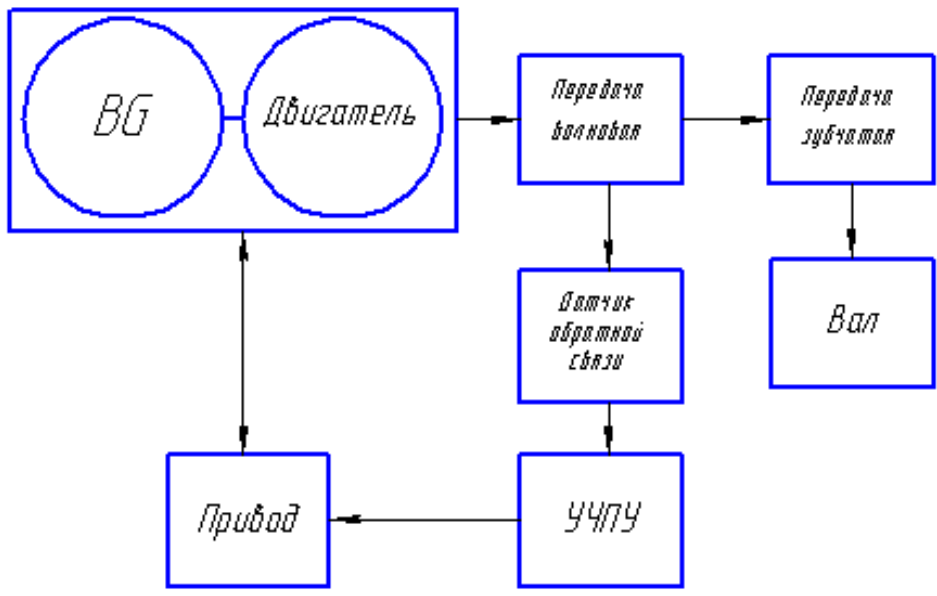 BG
Двигатель
Передача
волновая
Передача
зубчатая
Датчик
обратной
связи
Вал
Привод
УЧПУ